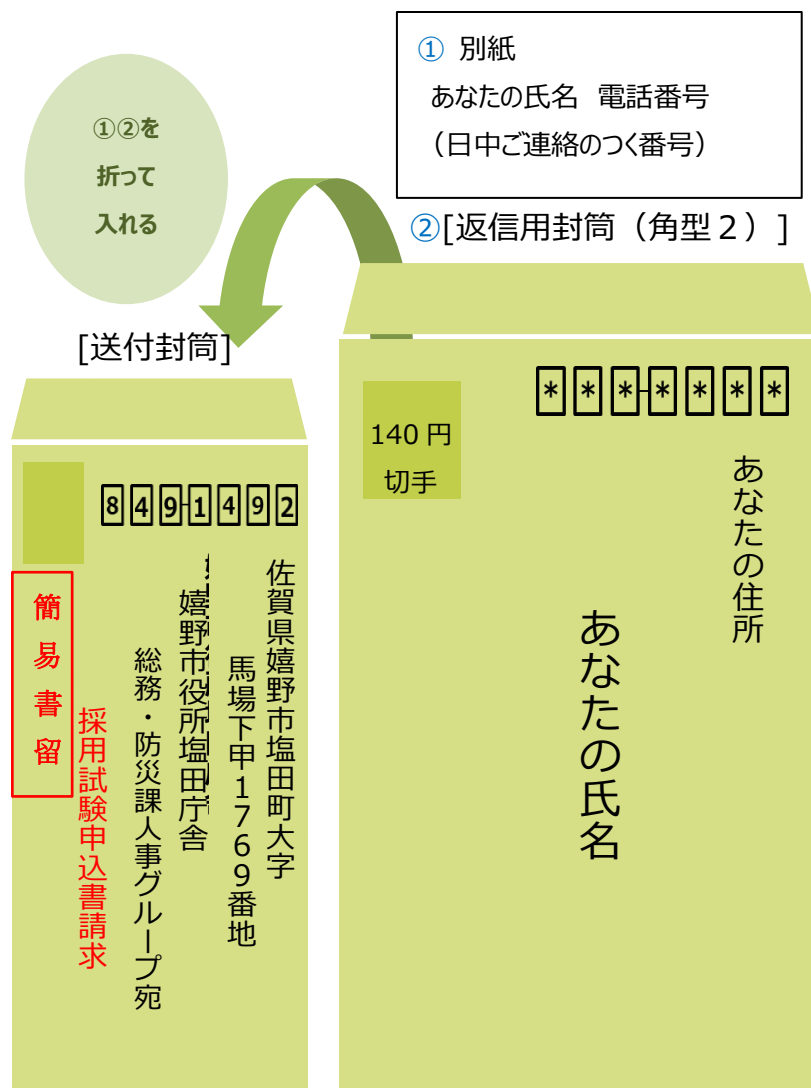 ① 別紙
あなたの氏名 電話番号
（日中ご連絡のつく番号）
①②を
折って
入れる
②[返信用封筒（角型２）]
[送付封筒]
140円
切手
***-****
あなたの住所
あなたの氏名
849-1492
佐賀県嬉野市塩田町大字
馬場下甲1769番地
嬉野市役所塩田庁舎
総務・防災課人事グループ宛
採用試験申込書請求
簡易書留